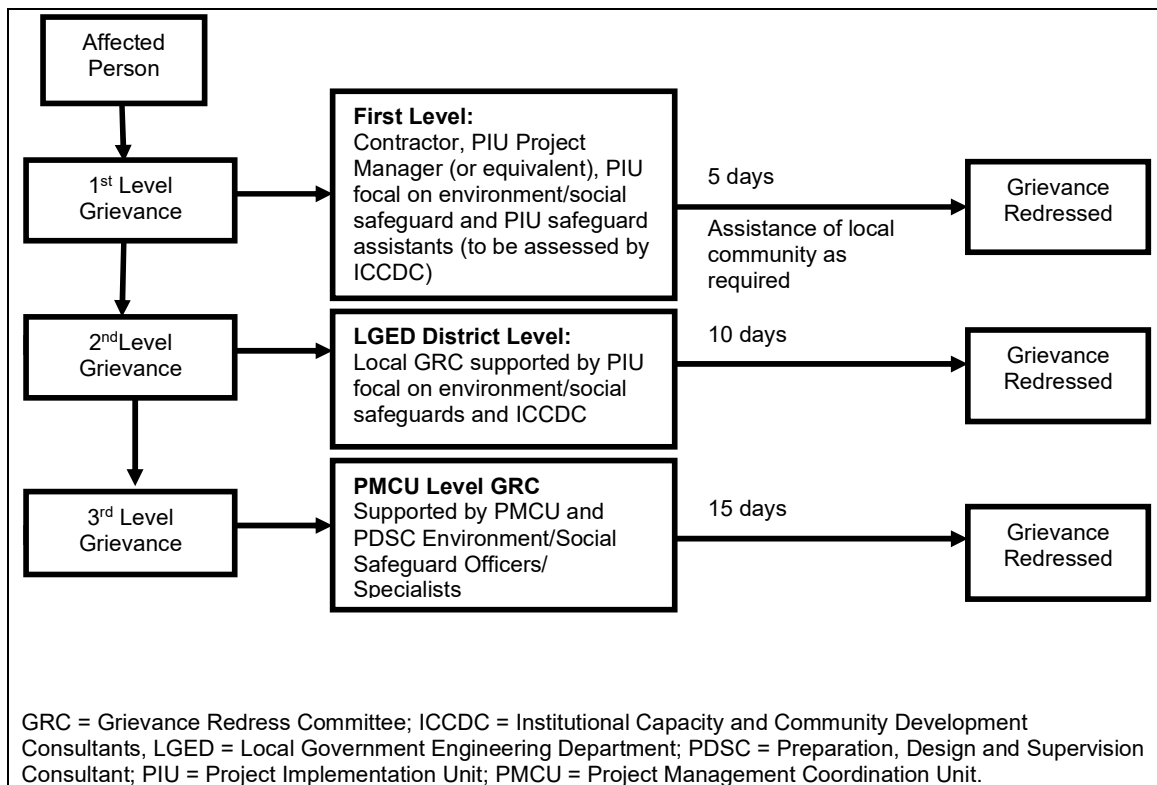 Affected
Person
First Level:
Contractor, PIU Project
Manager (or equivalent), PIU
focal on environment/social
safeguard and PIU safeguard
assistants (to be assessed by
ICCDC)
1st Level
Grievance
5 days
Assistance of local
community as
required
Grievance
Redressed
2ndLevel
Grievance
LGED District Level:
Local GRC supported by PIU
focal on environment/social
safeguards and ICCDC
10 days
Grievance
Redressed
3rd Level
Grievance
PMCU Level GRC
Supported by PMCU and
PDSC Environment/Social
Safeguard Officers/
Specialists
15 days
Grievance
Redressed
GRC = Grievance Redress Committee; ICCDC = Institutional Capacity and Community Development
Consultants, LGED = Local Government Engineering Department; PDSC = Preparation, Design and Supervision
Consultant; PIU = Project Implementation Unit; PMCU = Project Management Coordination Unit.